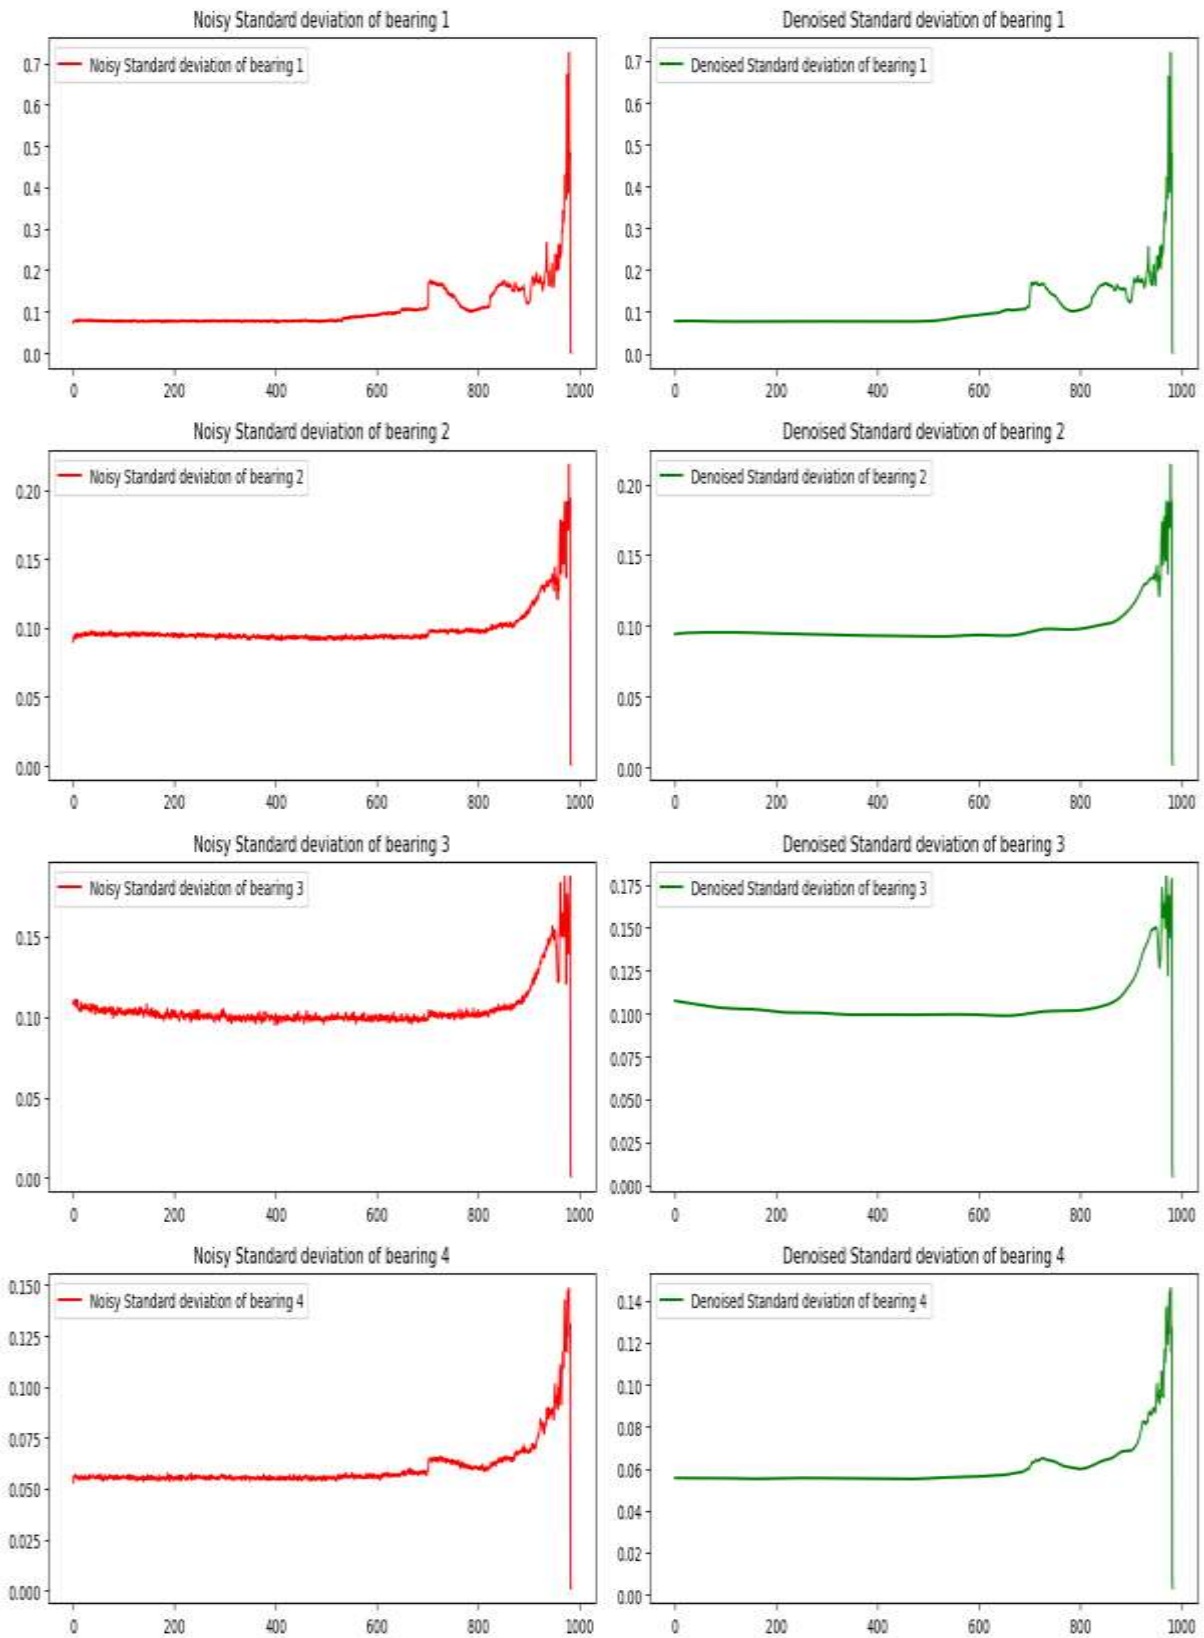 Noisy Standard deviation of bearing 1
Noisy Standard deviation of bearing 1
0.7
0.6
0.5
0.4
0.3
0.2
0.1
0.0
0 200 400 600 800 1000
Denoised Standard deviation of bearing 1
Denoised Standard deviation of bearing 1
0.7
0.6
0.5
0.4
0.3
0.2
0.1
0.0
0 200 400 600 800 1000
Noisy Standard deviation of bearing 2
Noisy Standard deviation of bearing 2
0.20
0.15
0.10
0.05
0.00
0 200 400 600 800 1000
Denoised Standard deviation of bearing 2
Denoised Standard deviation of bearing 2
0.20
0.15
0.10
0.05
0.00
0 200 400 600 800 1000
Noisy Standard deviation of bearing 3
Noisy Standard deviation of bearing 3
0.15
0.10
0.05
0.00
0 200 400 600 800 1000
Denoised Standard deviation of bearing 3
Denoised Standard deviation of bearing 3
0.175
0.150
0.125
0.100
0.075
0.050
0.025
0.000
0 200 400 600 800 1000
Noisy Standard deviation of bearing 4
Noisy Standard deviation of bearing 4
0.150
0.125
0.100
0.075
0.050
0.025
0.000
0 200 400 600 800 1000
Denoised Standard deviation of bearing 4
Denoised Standard deviation of bearing 4
0.14
0.12
0.10
0.08
0.06
0.04
0.02
0.00
0 200 400 600 800 1000